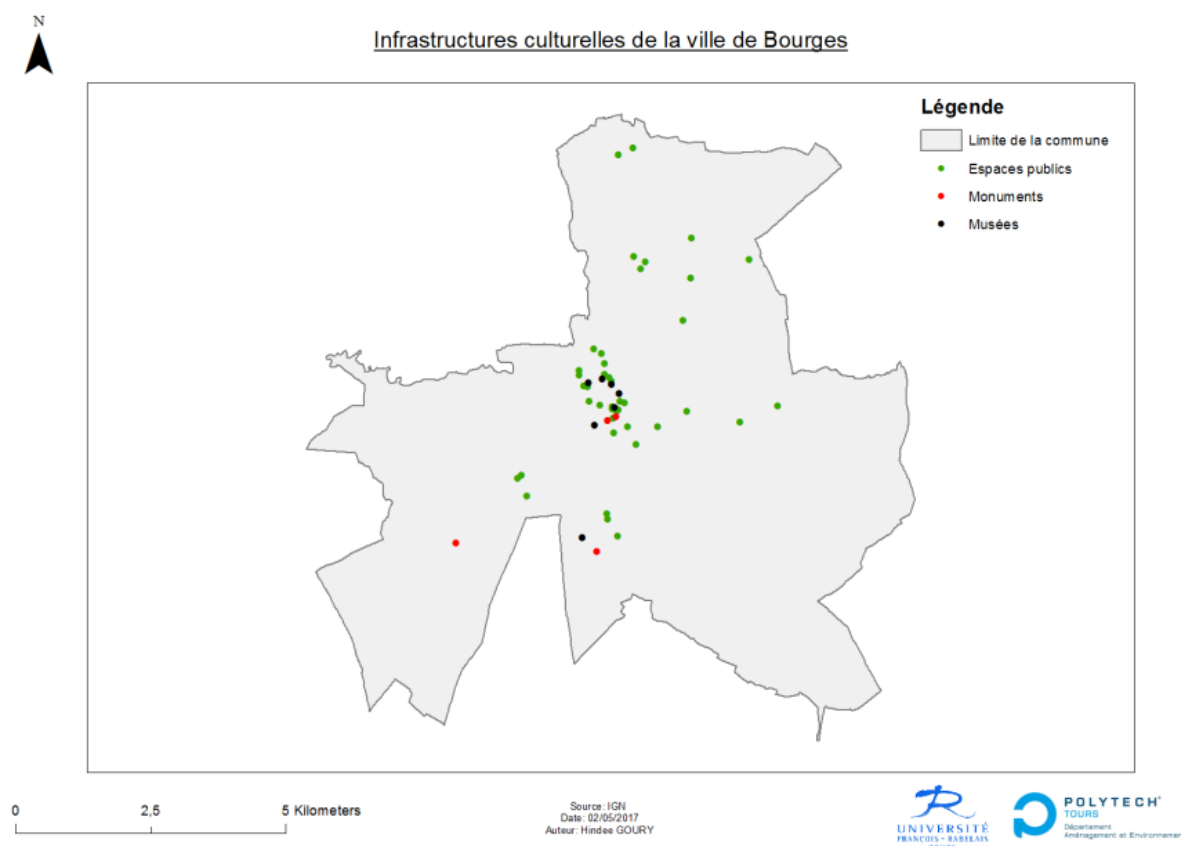 N
Infrastructures culturelles de la ville de Bourges
Légende
Limite de la commune
Espaces publics
Monuments
Musées
0 2,5 5 Kilometers
Source: IGN
Date: 02/05/2017
Auteur: Hindee GOURY
UNIVERSITÉ
FRANÇOIS - RABELAIS
POLYTECH'
TOURS
Département
Aménagement et Environnemen